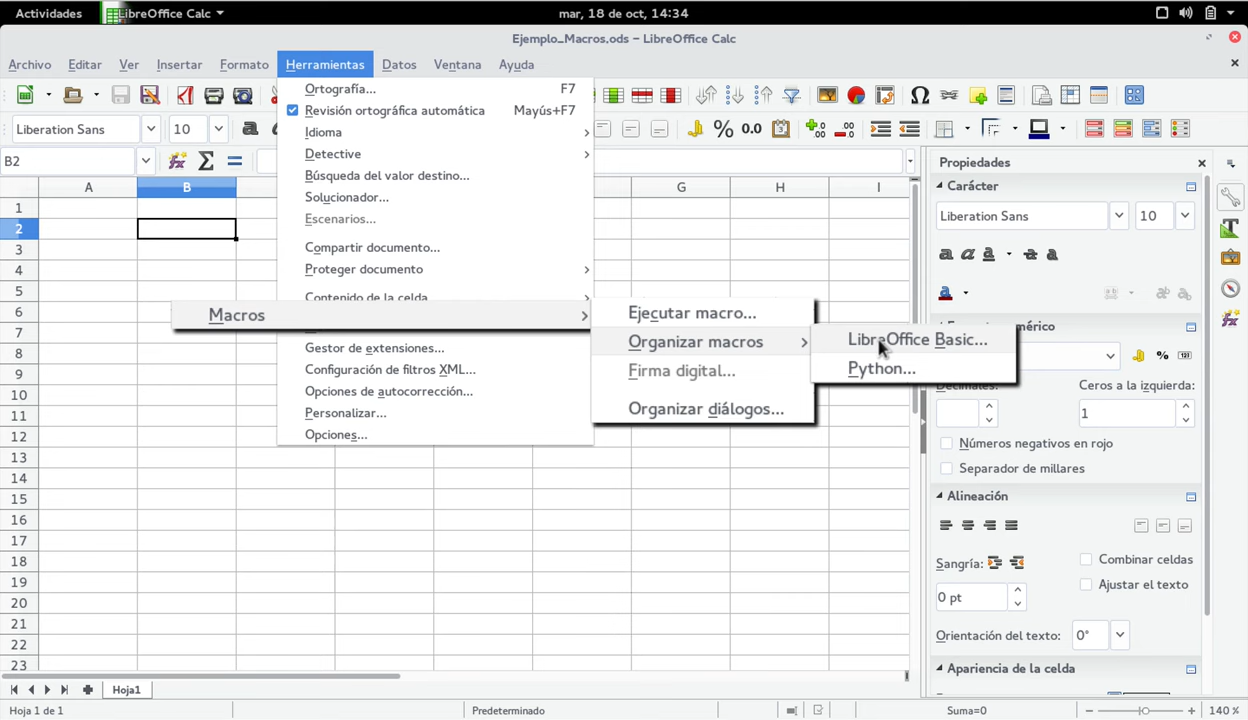 Actividades LibreOffice Calc mar, 18 de oct, 14:34
Ejemplo_Macros.ods – LibreOffice Calc
Archivo Editar Ver Insertar Formato Herramientas Datos Ventana Ayuda
Ortografía... F7
Revisión ortográfica automática Mayús+F7
Idioma
Detective
Búsqueda del valor destino...
Solucionador...
Escenarios...
Compartir documento...
Proteger documento
Contenido de la celda
Macros
Gestor de extensiones...
Configuración de filtros XML...
Opciones de autocorrección...
Personalizar...
Opciones...
Ejecutar macro...
Organizar macros
Firma digital...
Organizar diálogos...
LibreOffice Basic...
Python...
Liberation Sans 10
% 0.0
B2
A B G H I
1
2
3
4
5
6
7
8
9
10
11
12
13
14
15
16
17
18
19
20
21
22
23
Propiedades
Carácter
Liberation Sans 10
mérico
%
Decimales: Ceros a la izquierda:
1
Números negativos en rojo
Separador de millares
Alineación
Sangría: Combinar celdas
0 pt Ajustar el texto
Orientación del texto: 0°
Apariencia de la celda
Hoja1
Hoja 1 de 1 Predeterminado Suma=0 140 %